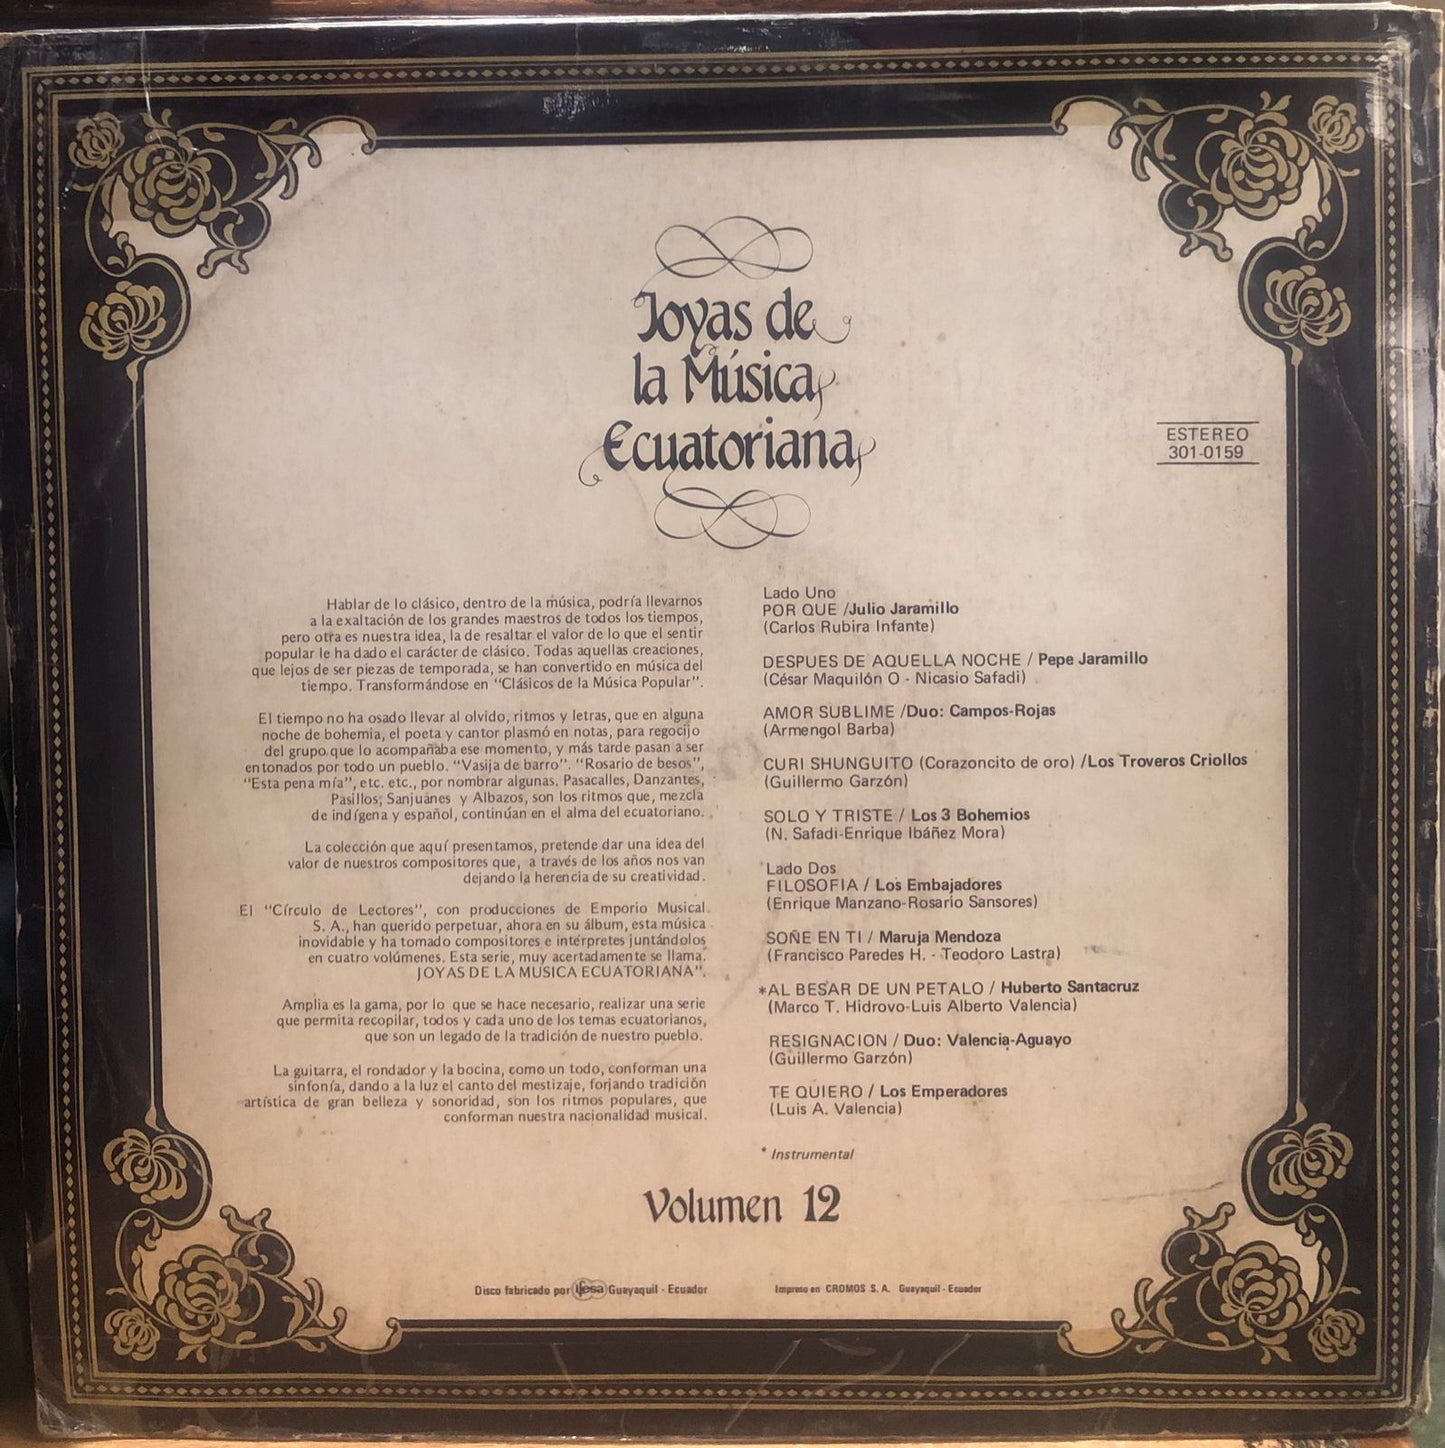 Joyas de
la Música
Ecuatoriana
ESTEREO
301-0159
Hablar de lo clásico, dentro de la música, podría llevarnos
a la exaltación de los grandes maestros de todos los tiempos,
pero otra es nuestra idea, la de resaltar el valor de lo que el sentir
popular le ha dado el carácter de clásico. Todas aquellas creaciones,
que lejos de ser piezas de temporada, se han convertido en música del
tiempo. Transformándose en "Clásicos de la Música Popular".
El tiempo no ha osado llevar al olvido, ritmos y letras, que en alguna
noche de bohemia, el poeta y cantor plasmó en notas, para regocijo
del grupo que lo acompañaba ese momento, y más tarde pasan a ser
entonados por todo un pueblo. "Vasija de barro". "Rosario de besos",
"Esta pena mía", etc. etc., por nombrar algunas. Pasacalles, Danzantes,
Pasillos, Sanjuanes y Albazos, son los ritmos que, mezcla
de indígena y español, continúan en el alma del ecuatoriano.
La colección que aquí presentamos, pretende dar una idea del
valor de nuestros compositores que, a través de los años nos van
dejando la herencia de su creatividad.
El "Círculo de Lectores", con producciones de Emporio Musical
S. A., han querido perpetuar, ahora en su álbum, esta música
inovidable y ha tomado compositores e intérpretes juntándolos
en cuatro volúmenes. Esta serie, muy acertadamente se llama.
JOYAS DE LA MUSICA ECUATORIANA".
Amplia es la gama, por lo que se hace necesario, realizar una serie
que permita recopilar, todos y cada uno de los temas ecuatorianos,
que son un legado de la tradición de nuestro pueblo.
La guitarra, el rondador y la bocina, como un todo, conforman una
sinfonía, dando a la luz el canto del mestizaje, forjando tradición
artística de gran belleza y sonoridad, son los ritmos populares, que
conforman nuestra nacionalidad musical.
Lado Uno
POR QUE /Julio Jaramillo
(Carlos Rubira Infante)
DESPUES DE AQUELLA NOCHE / Pepe Jaramillo
(César Maquilón O - Nicasio Safadi)
AMOR SUBLIME /Duo: Campos-Rojas
(Armengol Barba)
CURI SHUNGUITO (Corazoncito de oro) /Los Troveros Criollos
(Guillermo Garzón)
SOLO Y TRISTE / Los 3 Bohemios
(N. Safadi-Enrique Ibáñez Mora)
Lado Dos
FILOSOFIA / Los Embajadores
(Enrique Manzano-Rosario Sansores)
SOÑE EN TI / Maruja Mendoza
(Francisco Paredes H. - Teodoro Lastra)
*AL BESAR DE UN PETALO / Huberto Santacruz
(Marco T. Hidrovo-Luis Alberto Valencia)
RESIGNACION / Duo: Valencia-Aguayo
(Guillermo Garzón)
TE QUIERO / Los Emperadores
(Luis A. Valencia)
* Instrumental
Volumen 12
Disco fabricado por ifesa Guayaquil - Ecuador
Impreso en CROMOS S. A. Guayaquil - Ecuador